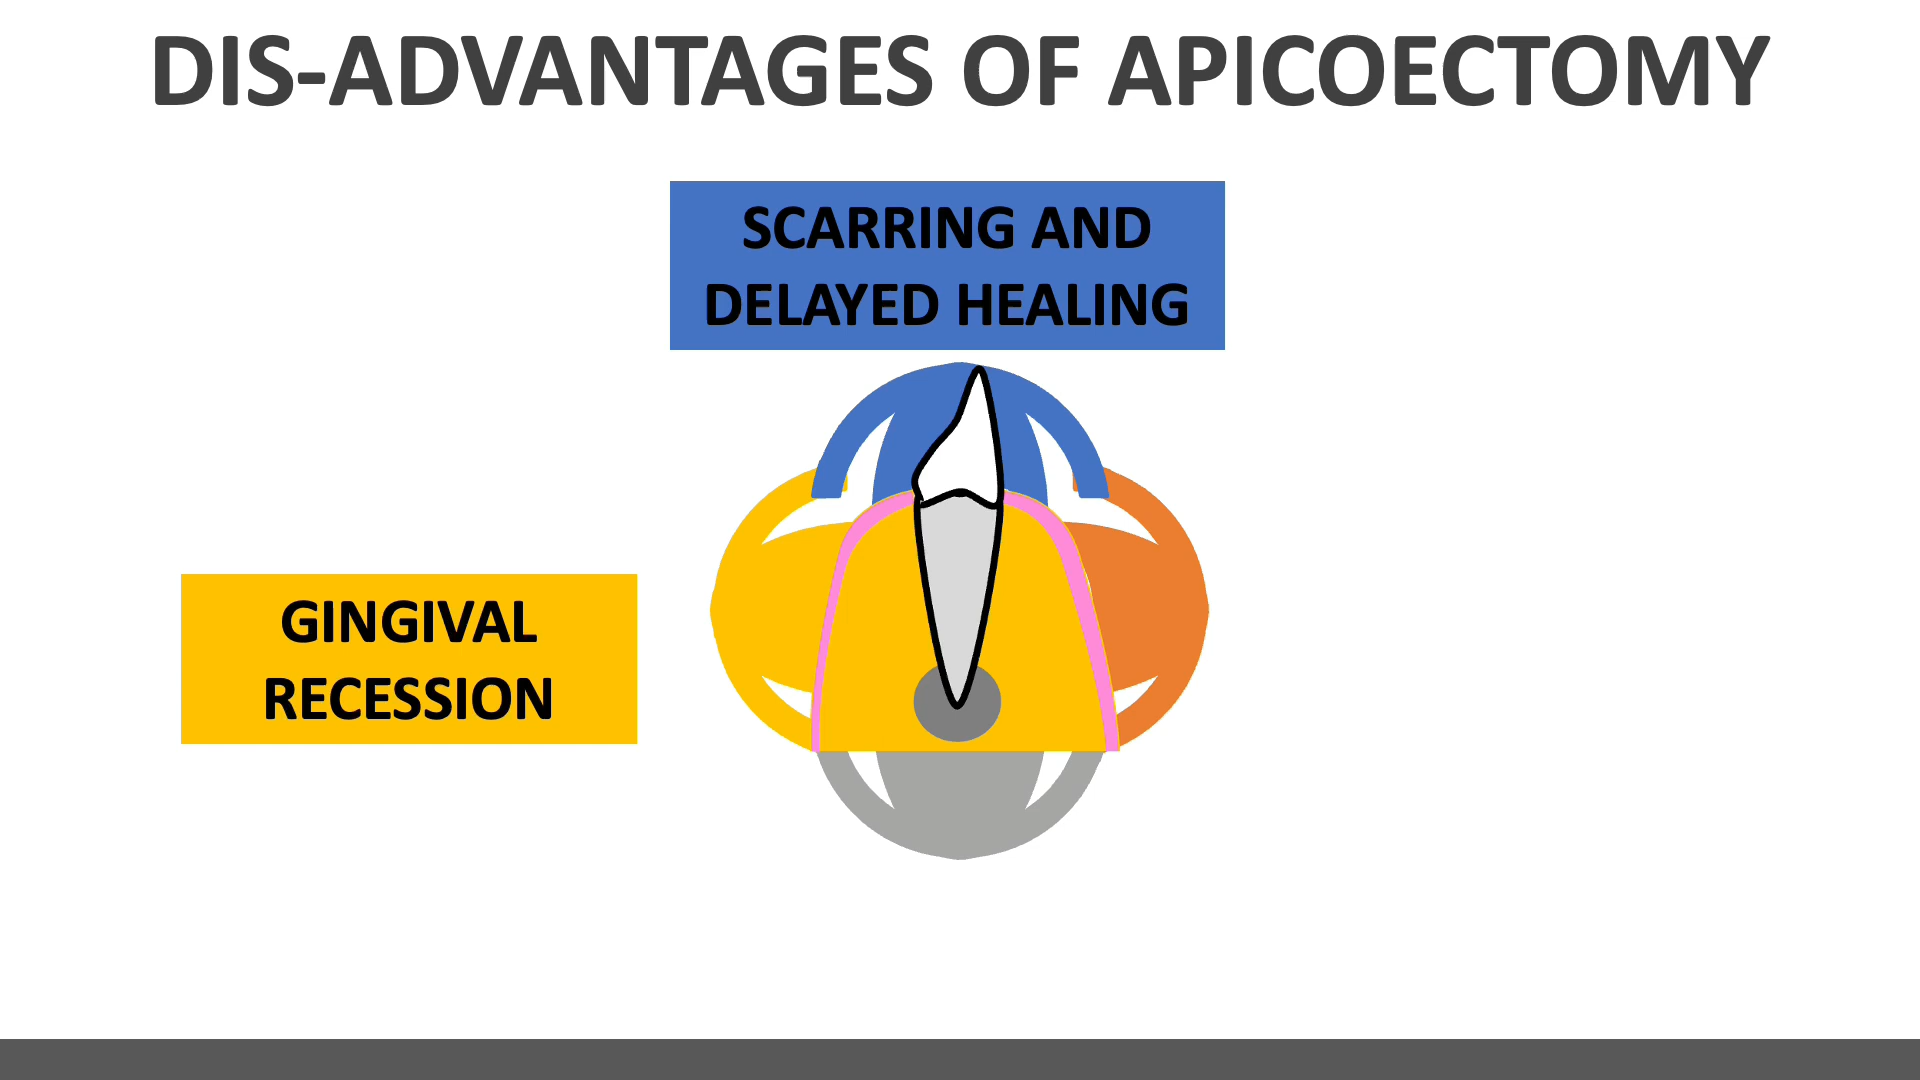 DIS-ADVANTAGES OF APICOECTOMY
SCARRING AND
DELAYED HEALING
GINGIVAL
RECESSION